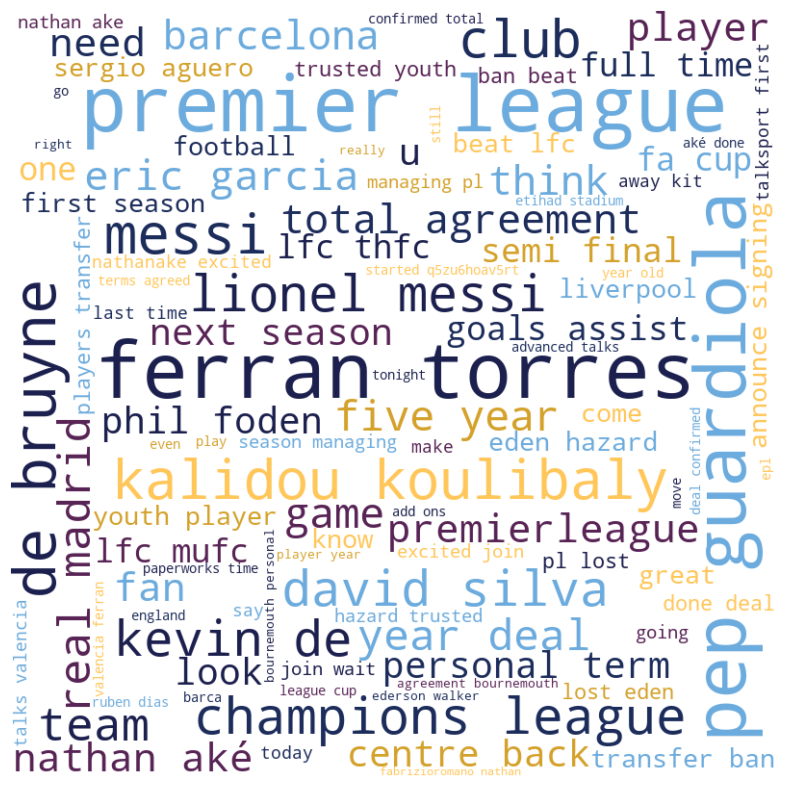 nathan ake
confirmed total
need
barcelona
club
player
sergio aguero
trusted youth
ban beat
full time
go
premier league
still
talksport first
right
football
really
u
beat lfc
aké done
one
eric garcia
managing pl
think
fa cup
away kit
first season
etihad stadium
messi
total agreement
lfc thfc
semi final
players transfer
nathanake excited
started q5zu6hoav5rt
year old
terms agreed
lionel messi
liverpool
last time
next season
goals assist
announce signing
pep guardiola
de bruyne
advanced talks
ferran torres
tonight
phil foden
five year
come
real madrid
even
play
season managing
make
eden hazard
deal confirmed
epl
kalidou koulibaly
move
youth player
game
add ons
premierleague
lfc mufc
know
excited join
pl lost
paperworks time
player year
bournemouth personal
fan
david silva
great
done deal
england
say
hazard trusted
valencia ferran
talks valencia
kevin de
year deal
going
look
join wait
personal term
agreement bournemouth
ruben dias
barca
league cup
ederson walker
lost eden
team
champions league
nathan aké
today
centre back
transfer ban
fabrizioromano nathan